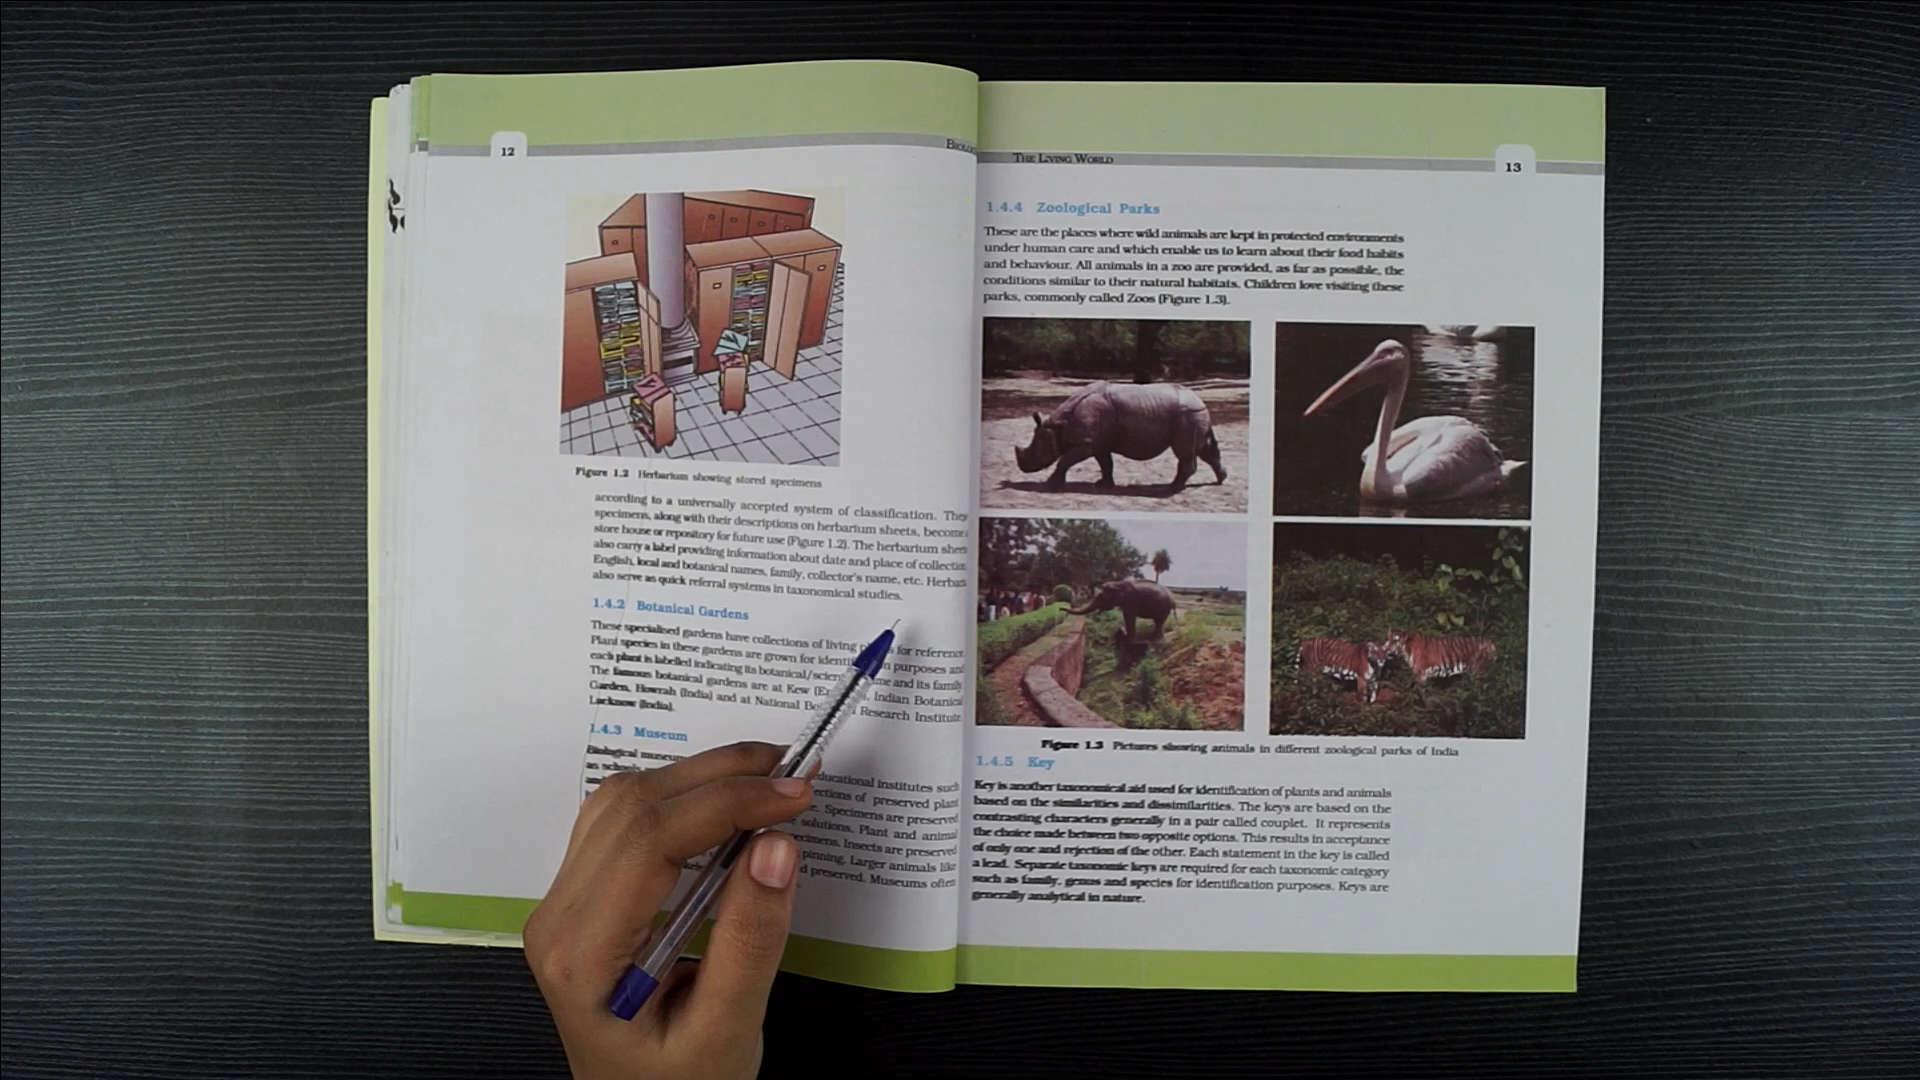 12
BIOLO
Figure 1.2 Herbarium showing stored specimens
according to a universally accepted system of classification. Thes
specimens, along with their descriptions on herbarium sheets, become
store house or repository for future use (Figure 1.2). The herbarium shee
also carry a label providing information about date and place of collectio
English, local and botanical names, family, collector's name, etc. Herbari
also serve as quick referral systems in taxonomical studies.
1.4.2 Botanical Gardens
These specialised gardens have collections of living for reference.
Plant species in these gardens are grown for purposes and
each plant is labelled indicating its and its family.
The famous botanical gardens are at Kew Indian Botanical
Garden, Howrah (India) and at National Research Institute,
Lucknow (India).
1.4.3 Museum
Biological educational institutes such
as of preserved plant
and Specimens are preserved
solutions. Plant and animal
Insects are preserved
pinning. Larger animals like
preserved. Museums often
THE LIVING WORLD
13
1.4.4 Zoological Parks
These are the places where wild animals are kept in protected environments
under human care and which enable us to learn about their food habits
and behaviour. All animals in a zoo are provided, as far as possible, the
conditions similar to their natural habitats. Children love visiting these
parks, commonly called Zoos (Figure 1.3).
Figure 1.3 Pictures showing animals in different zoological parks of India
1.4.5 Key
Key is another taxonomical aid used for identification of plants and animals
based on the similarities and dissimilarities. The keys are based on the
contrasting characters generally in a pair called couplet. It represents
the choice made between two opposite options. This results in acceptance
of only one and rejection of the other. Each statement in the key is called
a lead. Separate taxonomic keys are required for each taxonomic category
such as family, genus and species for identification purposes. Keys are
generally analytical in nature.